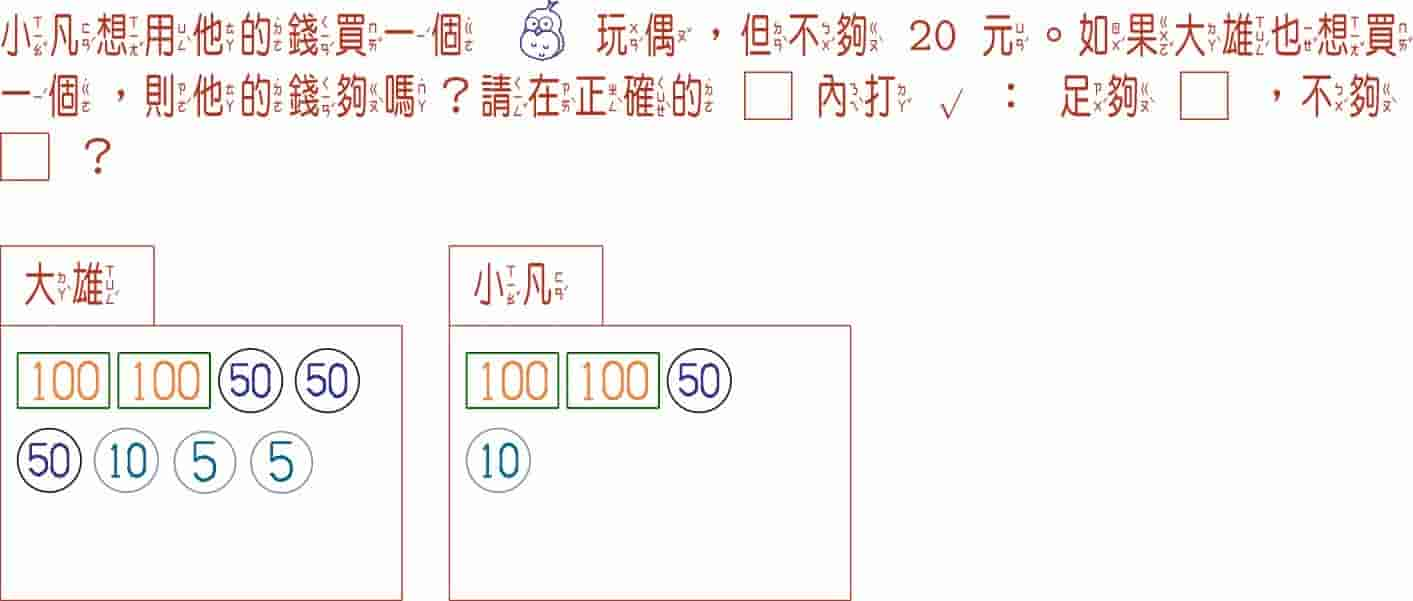 小凡想用他的錢買一個 玩偶，但不夠 20 元。如果大雄也想買
一個，則他的錢夠嗎？請在正確的 □ 內打 √ ： 足夠 □ ，不夠
□ ？
大雄 小凡
100 100 50 50 100 100 50
50 10 5 5 10